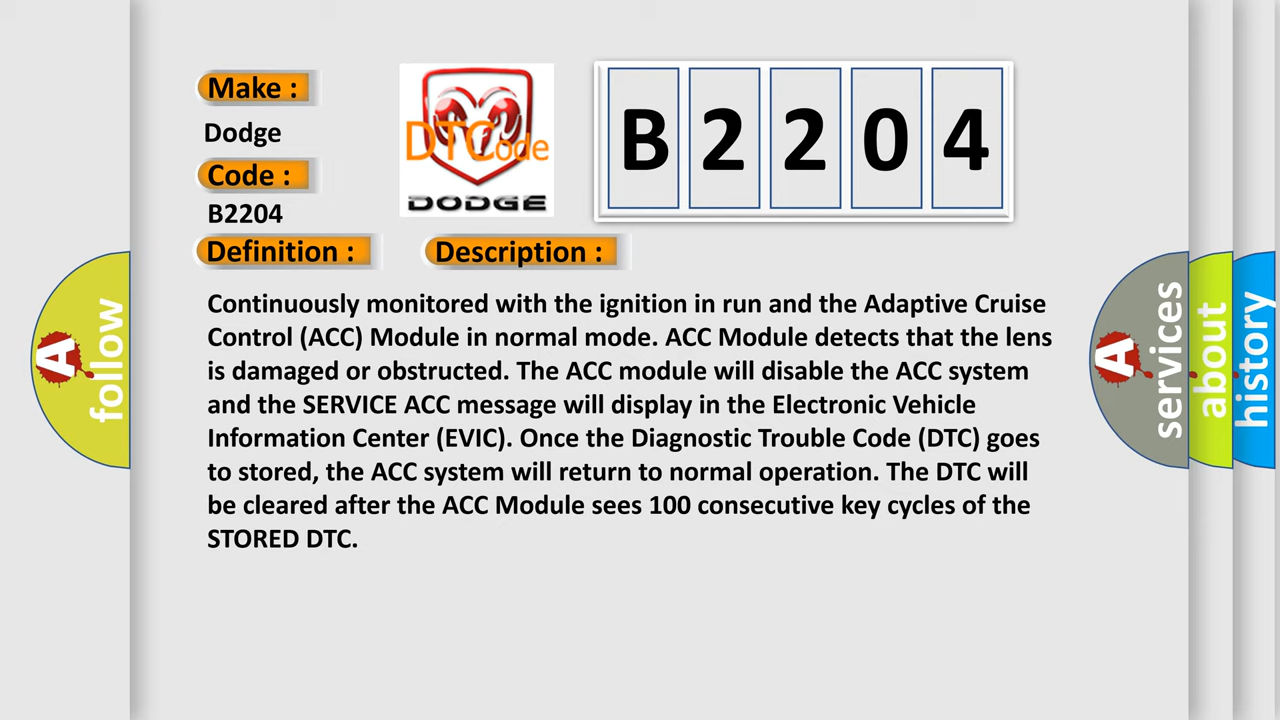 Make :
Dodge
Code :
B2204
Definition :
Description :
DTCode
DODGE
B 2 2 0 4
Continuously monitored with the ignition in run and the Adaptive Cruise
Control (ACC) Module in normal mode. ACC Module detects that the lens
is damaged or obstructed. The ACC module will disable the ACC system
and the SERVICE ACC message will display in the Electronic Vehicle
Information Center (EVIC). Once the Diagnostic Trouble Code (DTC) goes
to stored, the ACC system will return to normal operation. The DTC will
be cleared after the ACC Module sees 100 consecutive key cycles of the
STORED DTC.
A
follow
A
services
about
history